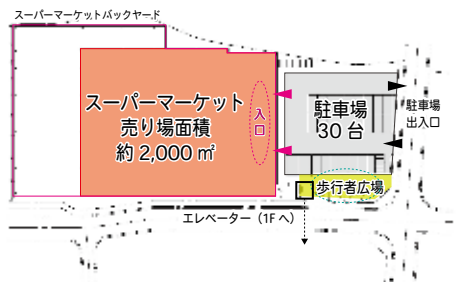 スーパーマーケットバックヤード
スーパーマーケット
売り場面積
約 2,000 ㎡
入口
駐車場
30 台
駐車場
出入口
歩行者広場
エレベーター（1F へ）